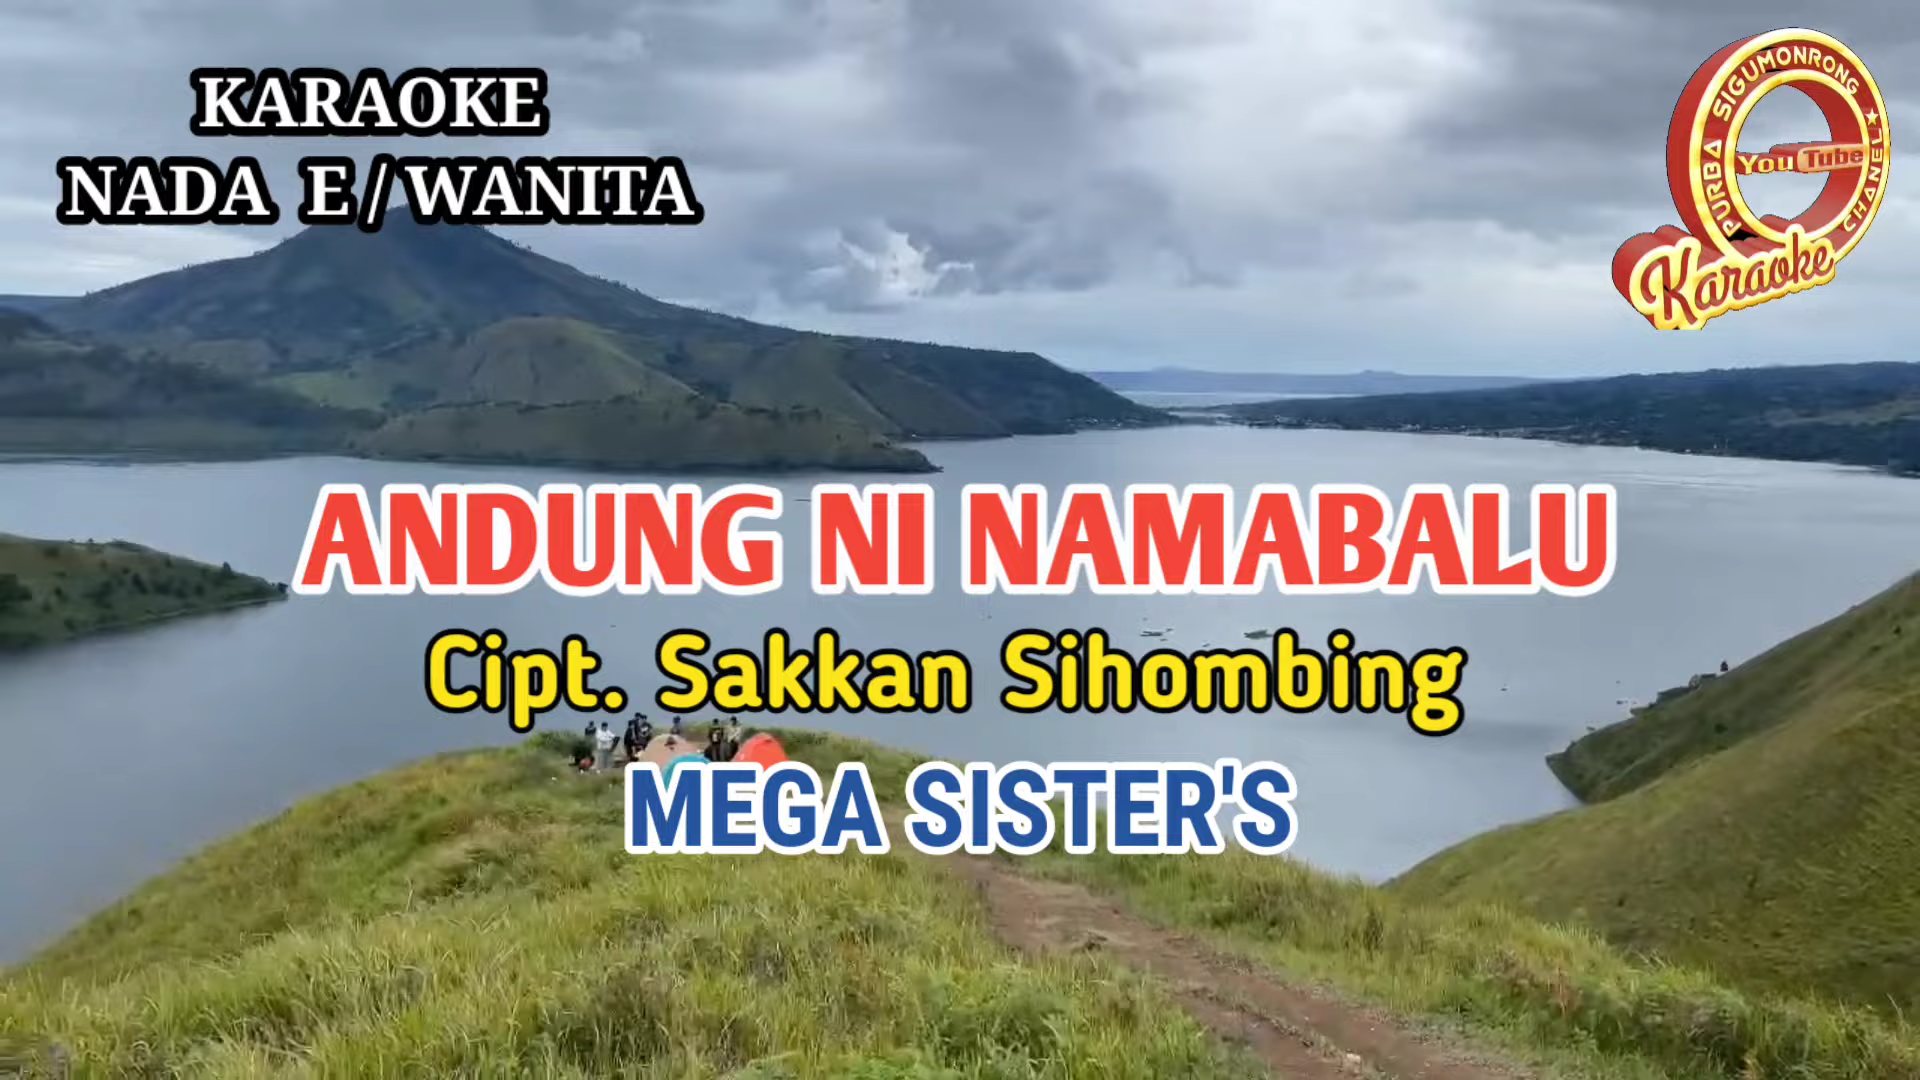 KARAOKE
NADA E / WANITA
PURBA SIGUMONRONG ★ CHANEL
You Tube
Karaoke
ANDUNG NI NAMABALU
Cipt. Sakkan Sihombing
MEGA SISTER'S